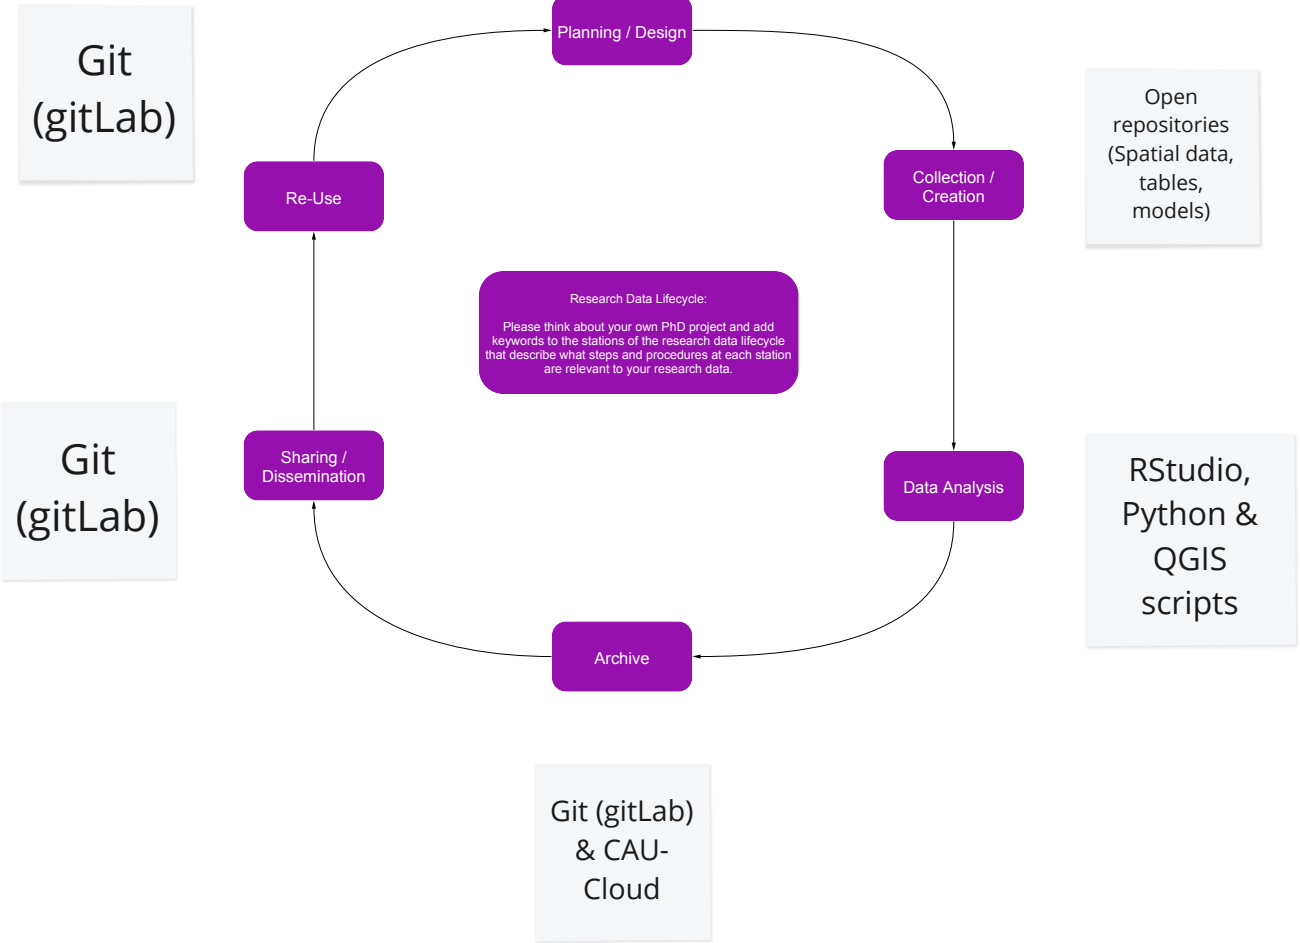 Planning / Design
Git
(gitLab)
Open
repositories
(Spatial data,
tables,
models)
Collection /
Creation
Re-Use
Research Data Lifecycle:
Please think about your own PhD project and add
keywords to the stations of the research data lifecycle
that describe what steps and procedures at each station
are relevant to your research data.
Git
(gitLab)
Sharing /
Dissemination
Data Analysis
RStudio,
Python &
QGIS
scripts
Archive
Git (gitLab)
& CAU-
Cloud